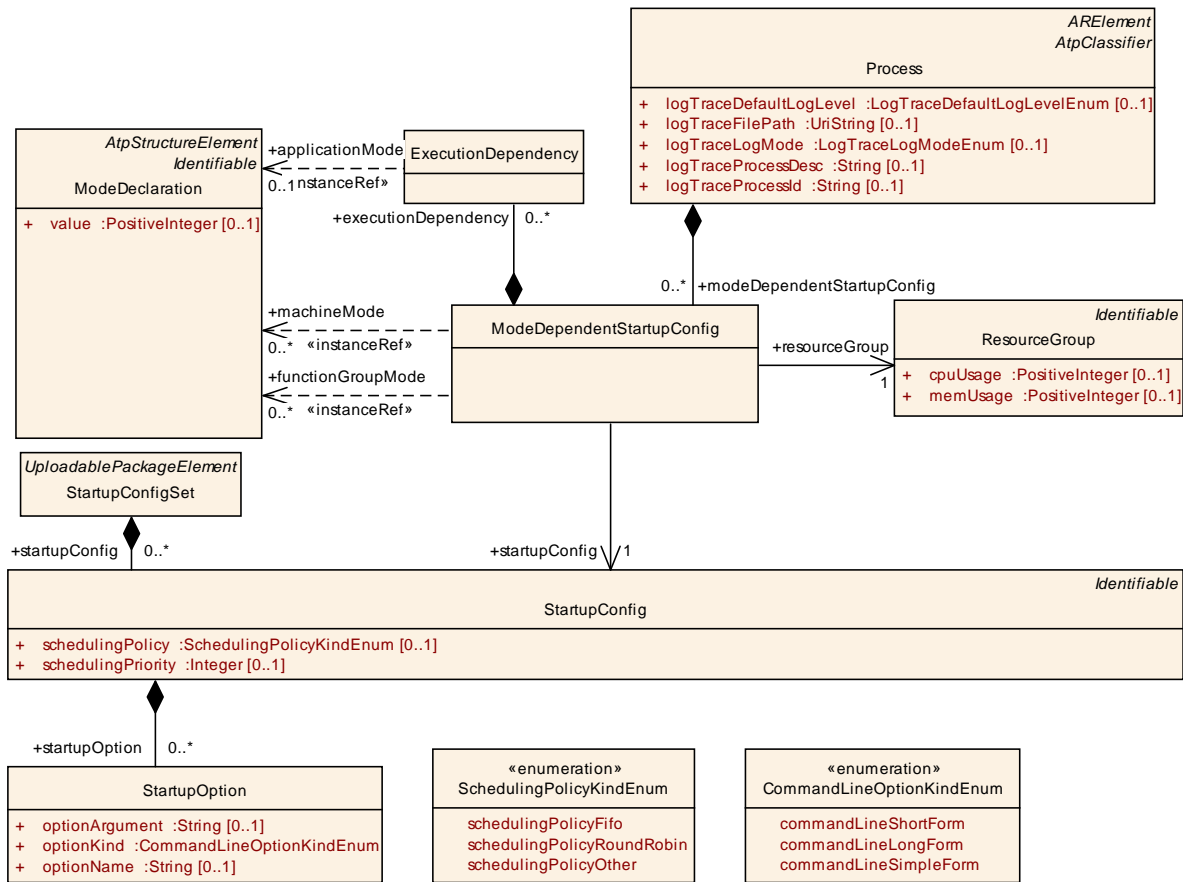 ARElement
AtpClassifier
Process
+ logTraceDefaultLogLevel :LogTraceDefaultLogLevelEnum [0..1]
+ logTraceFilePath :UriString [0..1]
+ logTraceLogMode :LogTraceLogModeEnum [0..1]
+ logTraceProcessDesc :String [0..1]
+ logTraceProcessId :String [0..1]
AtpStructureElement
Identifiable
ModeDeclaration
+ value :PositiveInteger [0..1]
+applicationMode
0..1
nstanceRef»
ExecutionDependency
+executionDependency
0..*
0..*
+modeDependentStartupConfig
+machineMode
0..*
«instanceRef»
+functionGroupMode
0..*
«instanceRef»
ModeDependentStartupConfig
+resourceGroup
1
Identifiable
ResourceGroup
+ cpuUsage :PositiveInteger [0..1]
+ memUsage :PositiveInteger [0..1]
UploadablePackageElement
StartupConfigSet
+startupConfig
0..*
+startupConfig
1
Identifiable
StartupConfig
+ schedulingPolicy :SchedulingPolicyKindEnum [0..1]
+ schedulingPriority :Integer [0..1]
+startupOption
0..*
StartupOption
+ optionArgument :String [0..1]
+ optionKind :CommandLineOptionKindEnum
+ optionName :String [0..1]
«enumeration»
SchedulingPolicyKindEnum
schedulingPolicyFifo
schedulingPolicyRoundRobin
schedulingPolicyOther
«enumeration»
CommandLineOptionKindEnum
commandLineShortForm
commandLineLongForm
commandLineSimpleForm